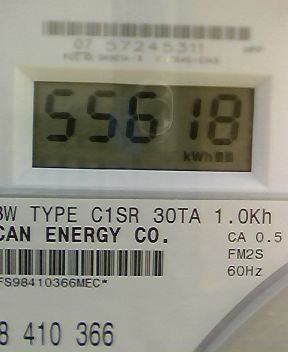 07 57245311
55618
kWh
3W TYPE C1SR 30TA 1.0Kh
CAN ENERGY CO.
CA 0.5
FM2S
60Hz
FS98410366MEC*
8 410 366